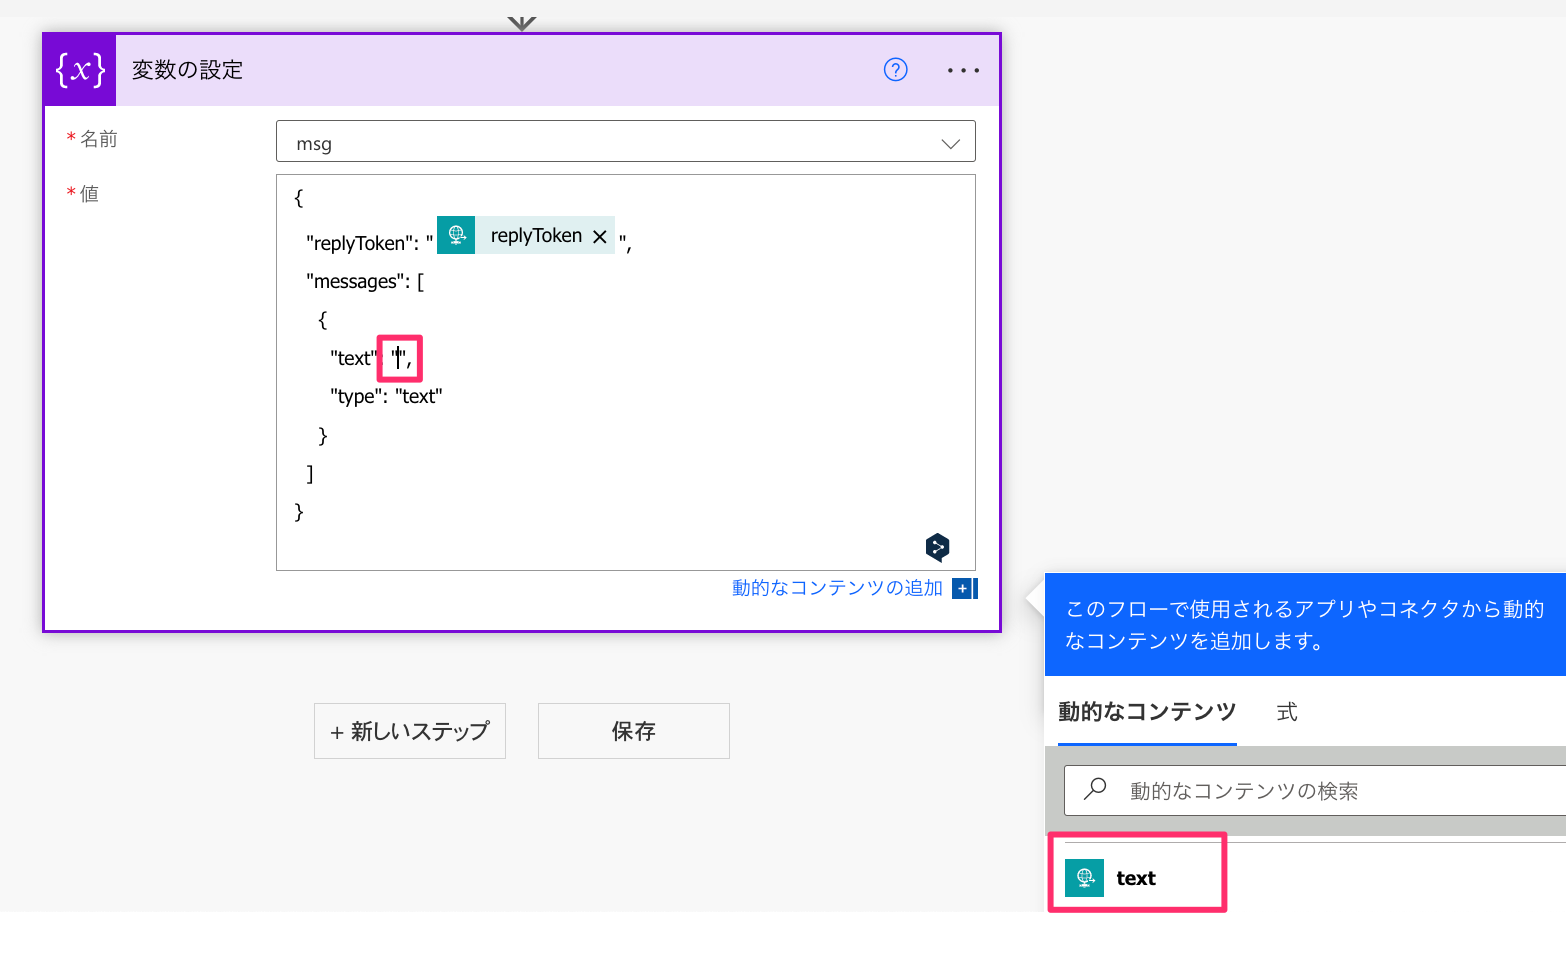 {x} 変数の設定 ? ...
*名前 msg
*値
{
"replyToken": " replyToken × ",
"messages": [
{
"text": "",
"type": "text"
}
]
}
動的なコンテンツの追加
このフローで使用されるアプリやコネクタから動的
なコンテンツを追加します。
+ 新しいステップ 保存
動的なコンテンツ 式
動的なコンテンツの検索
text